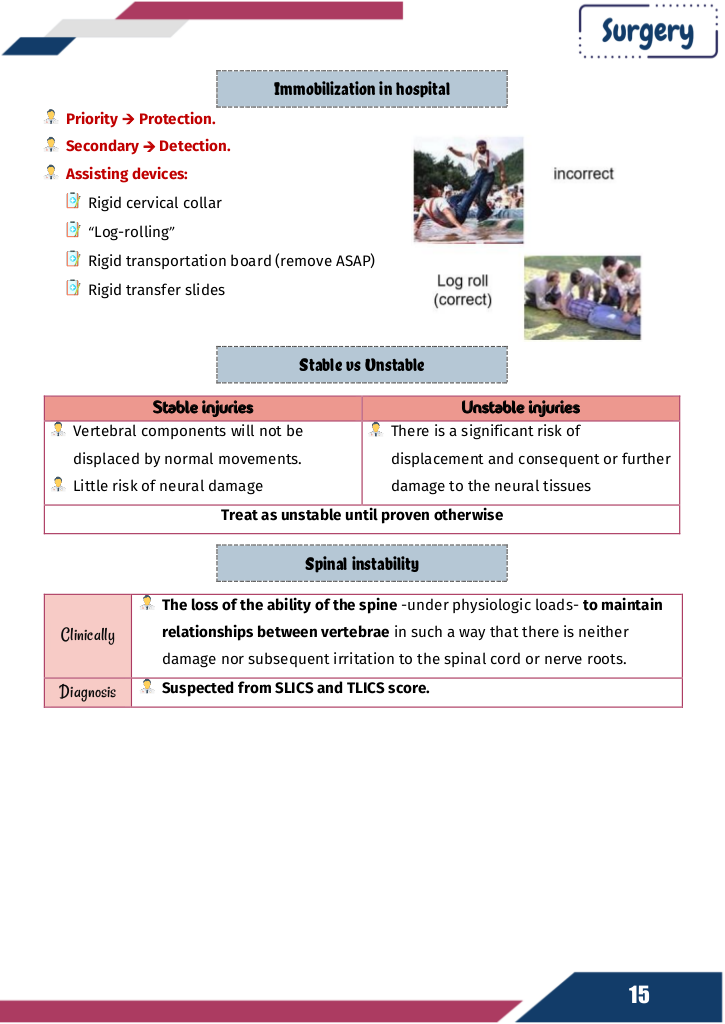 Surgery
Immobilization in hospital
Priority → Protection.
Secondary → Detection.
Assisting devices:
Rigid cervical collar
“Log-rolling”
Rigid transportation board (remove ASAP)
Rigid transfer slides
incorrect
Log roll
(correct)
Stable vs Unstable
Stable injuries
Vertebral components will not be
displaced by normal movements.
Little risk of neural damage
Unstable injuries
There is a significant risk of
displacement and consequent or further
damage to the neural tissues
Treat as unstable until proven otherwise
Spinal instability
Clinically
The loss of the ability of the spine -under physiologic loads- to maintain
relationships between vertebrae in such a way that there is neither
damage nor subsequent irritation to the spinal cord or nerve roots.
Diagnosis
Suspected from SLICS and TLICS score.
15